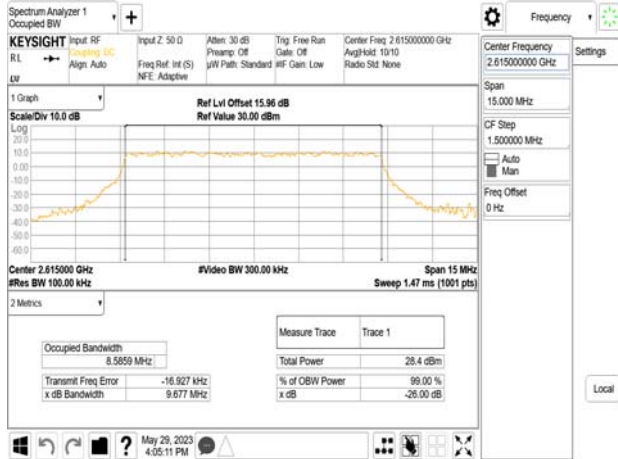 Spectrum Analyzer 1
Occupied BW
KEYSIGHT
RL
Input: RF
Coupling: DC
Align: Auto
Input Z: 50 Ω
Freq Ref: Int (S)
NFE: Adaptive
Atten: 30 dB
Preamp: Off
µW Path: Standard
Trig: Free Run
Gate: Off
#IF Gain: Low
Center Freq: 2.615000000 GHz
Avg|Hold: 10/10
Radio Std: None
1 Graph
Scale/Div 10.0 dB
Ref Lvl Offset 15.96 dB
Ref Value 30.00 dBm
Log
20.0
10.0
0.00
-10.0
-20.0
-30.0
-40.0
-50.0
-60.0
Center 2.615000 GHz
#Res BW 100.00 kHz
#Video BW 300.00 kHz
Span 15 MHz
Sweep 1.47 ms (1001 pts)
2 Metrics
Occupied Bandwidth
8.5859 MHz
Transmit Freq Error -16.927 kHz
x dB Bandwidth 9.677 MHz
Measure Trace Trace 1
Total Power 28.4 dBm
% of OBW Power 99.00 %
x dB -26.00 dB
May 29, 2023
4:05:11 PM
Frequency
Center Frequency
2.615000000 GHz
Span
15.000 MHz
CF Step
1.500000 MHz
Auto
Man
Freq Offset
0 Hz
Settings
Local